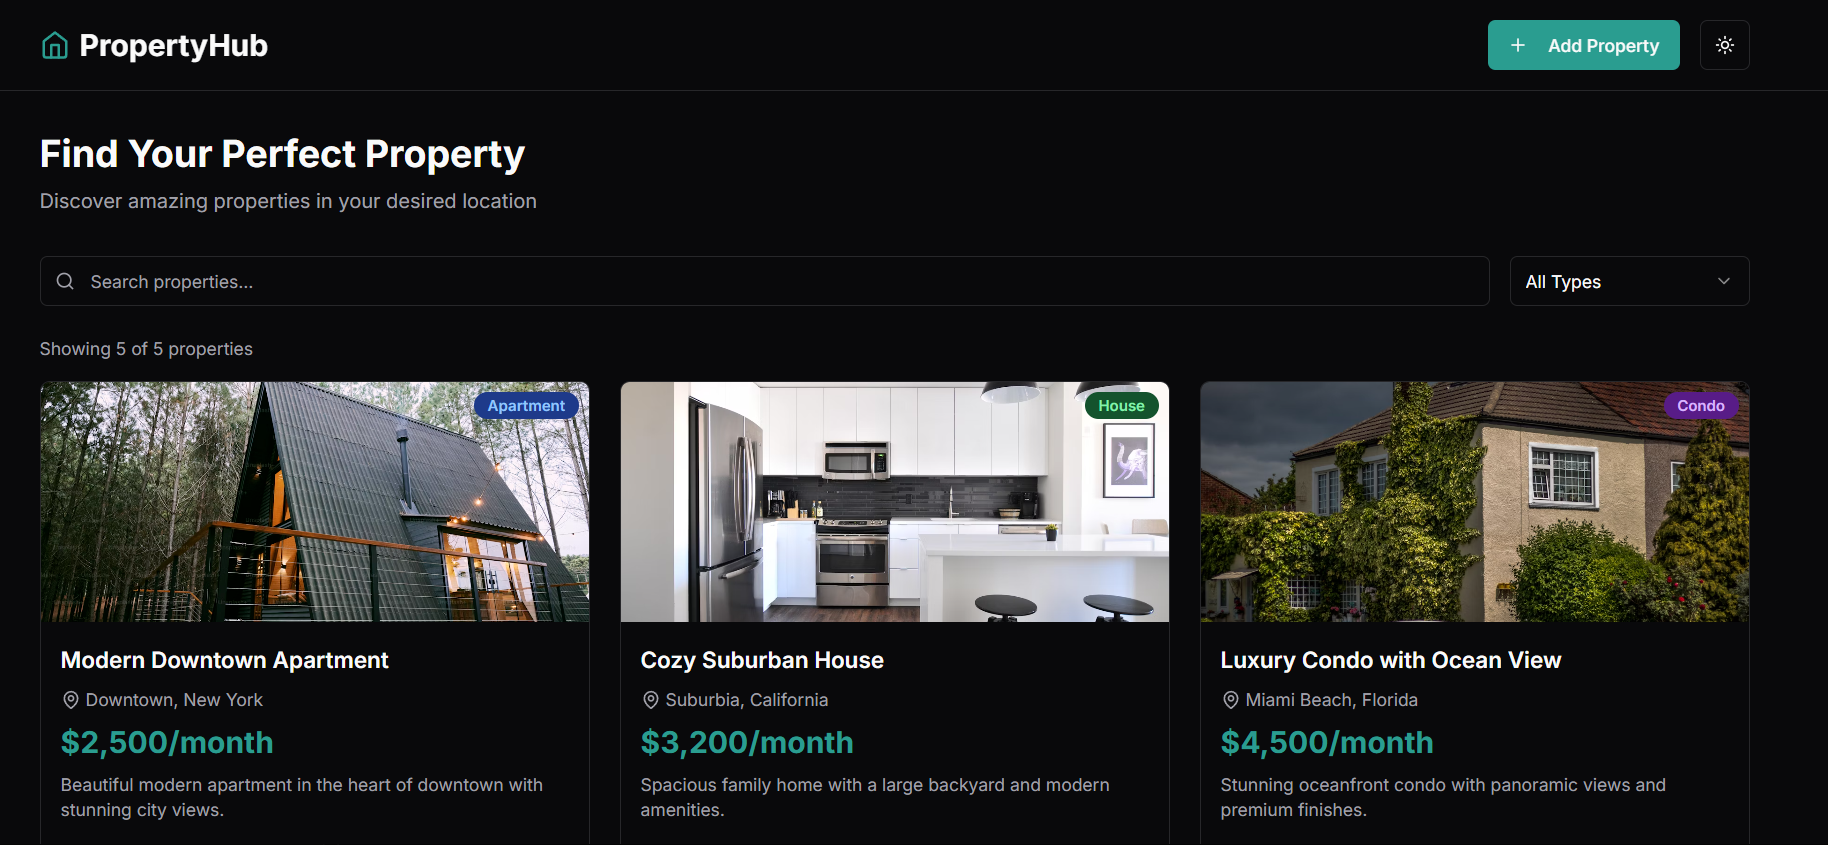 PropertyHub
Add Property
Find Your Perfect Property
Discover amazing properties in your desired location
Search properties...
All Types
Showing 5 of 5 properties
Apartment
Modern Downtown Apartment
Downtown, New York
$2,500/month
Beautiful modern apartment in the heart of downtown with
stunning city views.
House
Cozy Suburban House
Suburbia, California
$3,200/month
Spacious family home with a large backyard and modern
amenities.
Condo
Luxury Condo with Ocean View
Miami Beach, Florida
$4,500/month
Stunning oceanfront condo with panoramic views and
premium finishes.